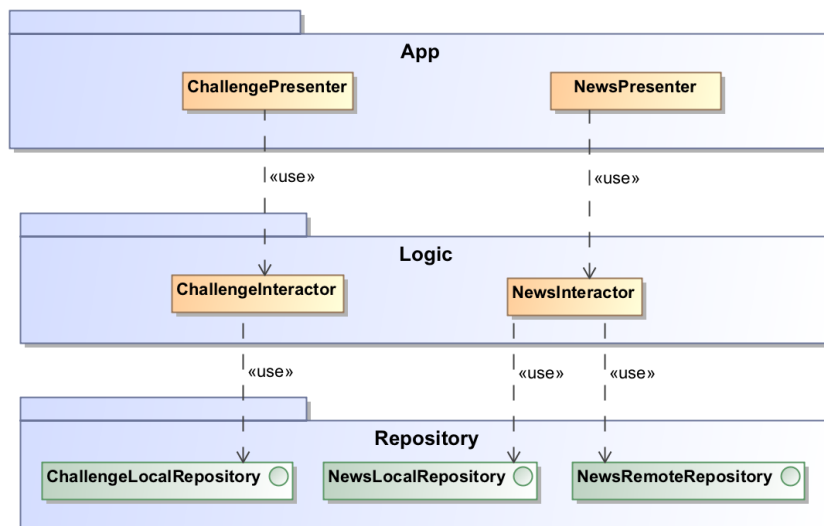 App
ChallengePresenter
NewsPresenter
«use»
«use»
Logic
ChallengeInteractor
NewsInteractor
«use»
«use»
«use»
Repository
ChallengeLocalRepository
NewsLocalRepository
NewsRemoteRepository